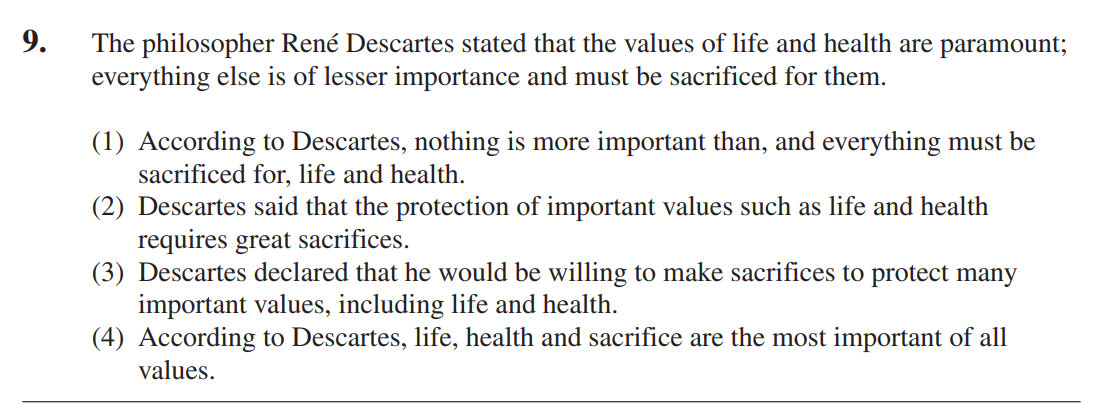 9. The philosopher René Descartes stated that the values of life and health are paramount;
everything else is of lesser importance and must be sacrificed for them.
(1) According to Descartes, nothing is more important than, and everything must be
sacrificed for, life and health.
(2) Descartes said that the protection of important values such as life and health
requires great sacrifices.
(3) Descartes declared that he would be willing to make sacrifices to protect many
important values, including life and health.
(4) According to Descartes, life, health and sacrifice are the most important of all
values.